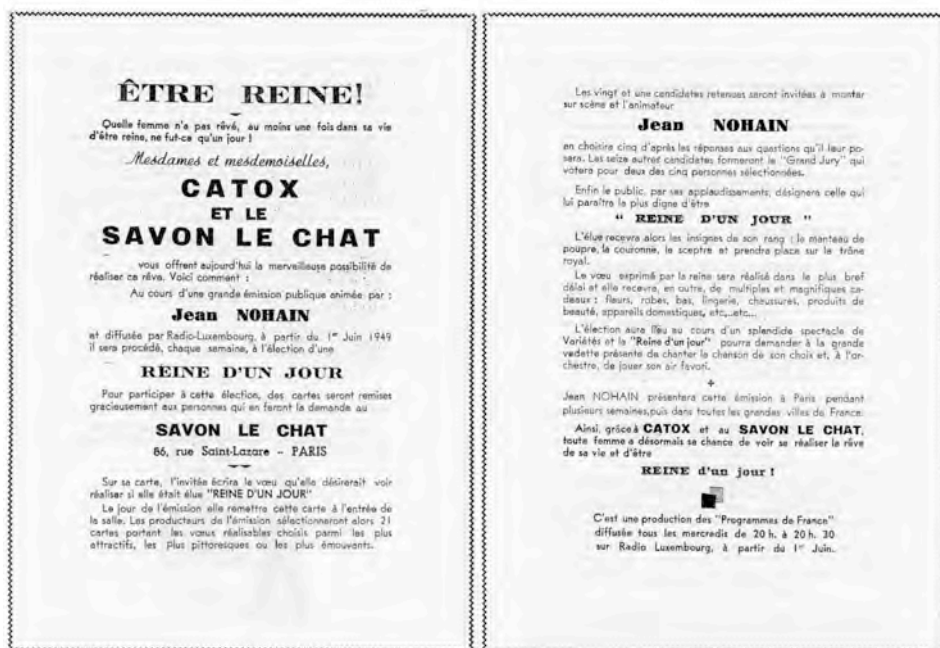 ÊTRE REINE!
Quelle femme n'a pas rêvé, au moins une fois dans sa vie
d'être reine, ne fut-ce qu'un jour !
Mesdames et mesdemoiselles,
CATOX
ET LE
SAVON LE CHAT
vous offrent aujourd'hui la merveilleuse possibilité de
réaliser ce rêve. Voici comment :
Au cours d'une grande émission publique animée par :
Jean NOHAIN
et diffusée par Radio-Luxembourg, à partir du 1er Juin 1949
il sera procédé, chaque semaine, à l'élection d'une
REINE D'UN JOUR
Pour participer à cette élection, des cartes seront remises
gracieusement aux personnes qui en feront la demande au
SAVON LE CHAT
86, rue Saint-Lazare - PARIS
Sur sa carte, l'invitée écrira le vœu qu'elle désirerait voir
réaliser si elle était élue "REINE D'UN JOUR"
Le jour de l'émission elle remettra cette carte à l'entrée de
la salle. Les producteurs de l'émission sélectionneront alors 21
cartes portant les vœux réalisables choisis parmi les plus
attractifs, les plus pittoresques ou les plus émouvants.
Les vingt et une candidates retenues seront invitées à monter
sur scène et l'animateur
Jean NOHAIN
en choisira cinq d'après les réponses aux questions qu'il leur po-
sera. Les seize autres candidates formeront le "Grand Jury" qui
votera pour deux des cinq personnes sélectionnées.
Enfin le public, par ses applaudissements, désignera celle qui
lui paraîtra la plus digne d'être
" REINE D'UN JOUR "
L'élue recevra alors les insignes de son rang : le manteau de
poupre, la couronne, le sceptre et prendra place sur le trône
royal.
Le vœu exprimé par la reine sera réalisé dans le plus bref
délai et elle recevra, en outre, de multiples et magnifiques ca-
deaux : fleurs, robes, bas, lingerie, chaussures, produits de
beauté, appareils domestiques, etc...etc...
L'élection aura lieu au cours d'un splendide spectacle de
Variétés et la "Reine d'un jour" pourra demander à la grande
vedette présente de chanter la chanson de son choix et, à l'or-
chestre, de jouer son air favori.
Jean NOHAIN présentera cette émission à Paris pendant
plusieurs semaines, puis dans toutes les grandes villes de France.
Ainsi, grâce à CATOX et au SAVON LE CHAT,
toute femme a désormais sa chance de voir se réaliser le rêve
de sa vie et d'être
REINE d'un jour !
C'est une production des "Programmes de France"
diffusée tous les mercredis de 20 h. à 20 h. 30
sur Radio Luxembourg, à partir du 1er Juin.